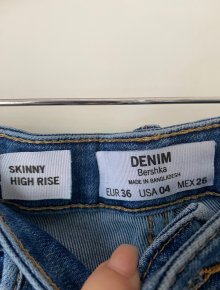 SKINNY
HIGH RISE
DENIM
Bershka
MADE IN BANGLADESH
EUR 36 USA 04 MEX 26